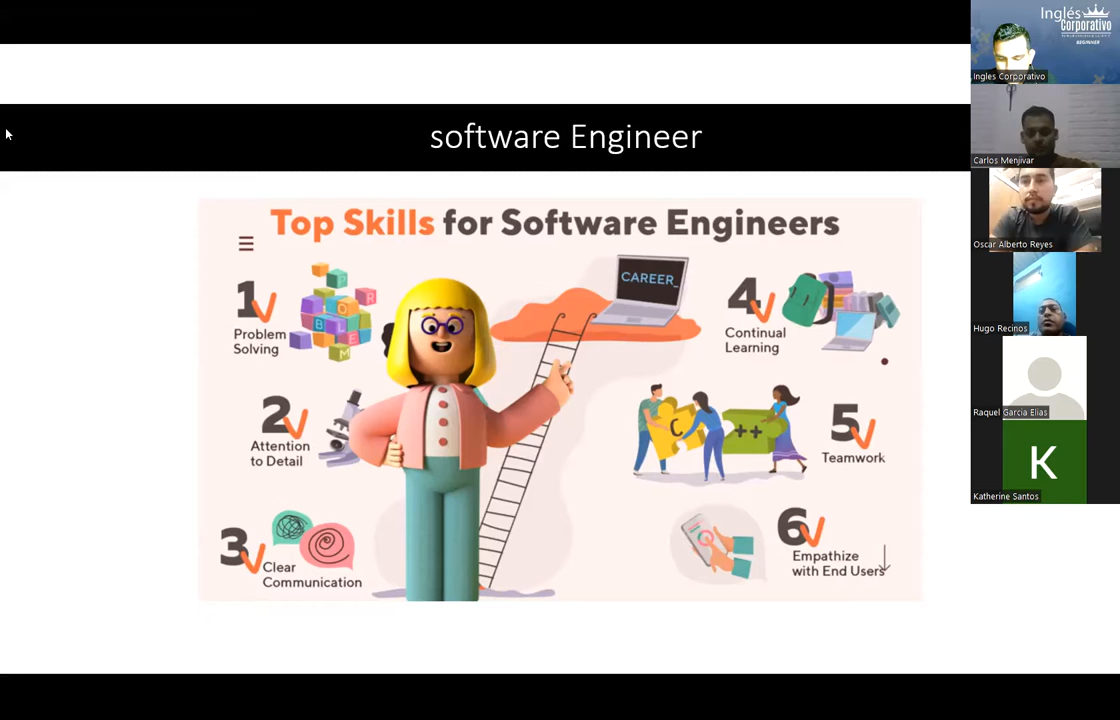 software Engineer
Top Skills for Software Engineers
1
Problem
Solving
2
Attention
to Detail
3
Clear
Communication
CAREER_
4
Continual
Learning
C
++
5
Teamwork
6
Empathize
with End Users
Inglés
Corporativo
BEGINNER
Ingles Corporativo
Carlos Menjivar
Oscar Alberto Reyes
Hugo Recinos
Raquel Garcia Elias
K
Katherine Santos